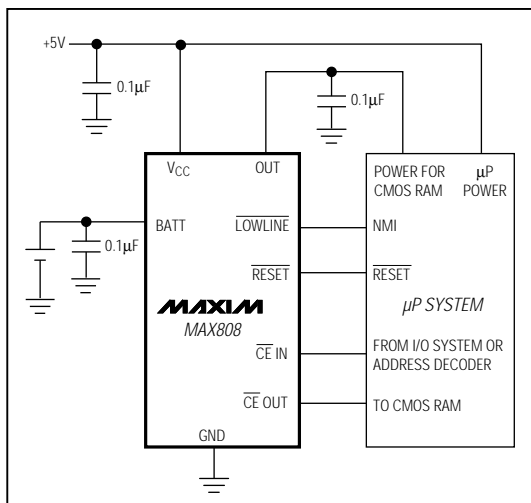 +5V
0.1µF
0.1µF
VCC
OUT
POWER FOR
CMOS RAM
µP
POWER
BATT
0.1µF
LOWLINE
NMI
RESET
RESET
MAXIM
MAX808
µP SYSTEM
CE IN
FROM I/O SYSTEM OR
ADDRESS DECODER
CE OUT
TO CMOS RAM
GND